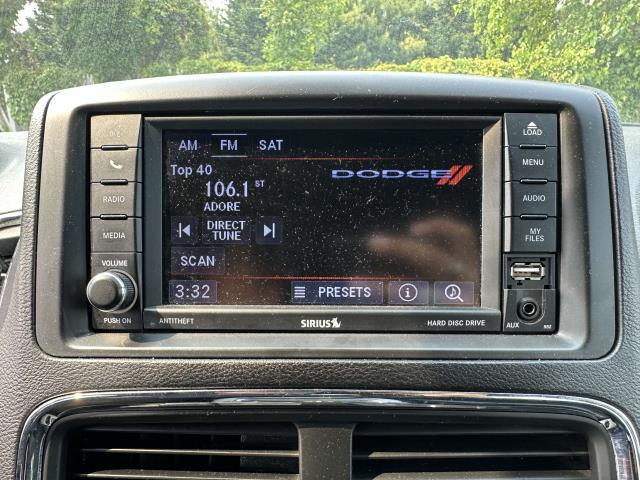 AM FM SAT
Top 40
106.1 ST
ADORE
DIRECT
TUNE
SCAN
3:32 PRESETS
DODGE
RADIO
MEDIA
VOLUME
PUSH ON
ANTITHEFT
SIRIUS
HARD DISC DRIVE
LOAD
MENU
AUDIO
MY
FILES
AUX